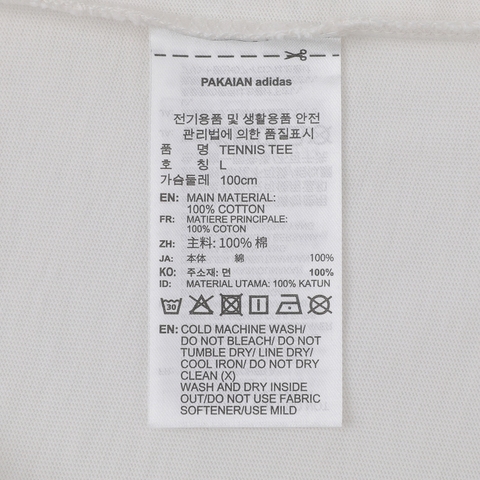 PAKAIAN adidas
전기용품 및 생활용품 안전
관리법에 의한 품질표시
품 명 TENNIS TEE
호 칭 L
가슴둘레 100cm
EN: MAIN MATERIAL:
100% COTTON
FR: MATIERE PRINCIPALE:
100% COTON
ZH: 主料: 100% 棉
JA: 本体 綿 100%
KO: 주소재: 면 100%
ID: MATERIAL UTAMA: 100% KATUN
30
EN: COLD MACHINE WASH/
DO NOT BLEACH/ DO NOT
TUMBLE DRY/ LINE DRY/
COOL IRON/ DO NOT DRY
CLEAN (X)
WASH AND DRY INSIDE
OUT/DO NOT USE FABRIC
SOFTENER/USE MILD